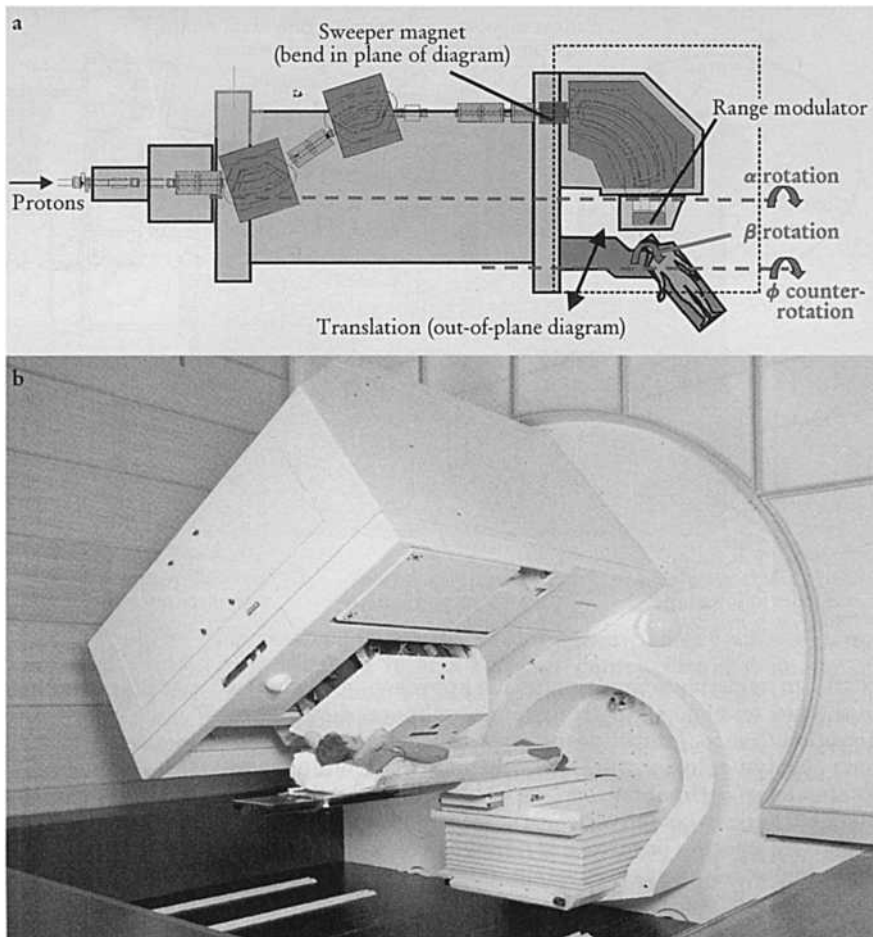 a
Sweeper magnet
(bend in plane of diagram)
Range modulator
Protons
α rotation
β rotation
ϕ counter-
rotation
Translation (out-of-plane diagram)
b